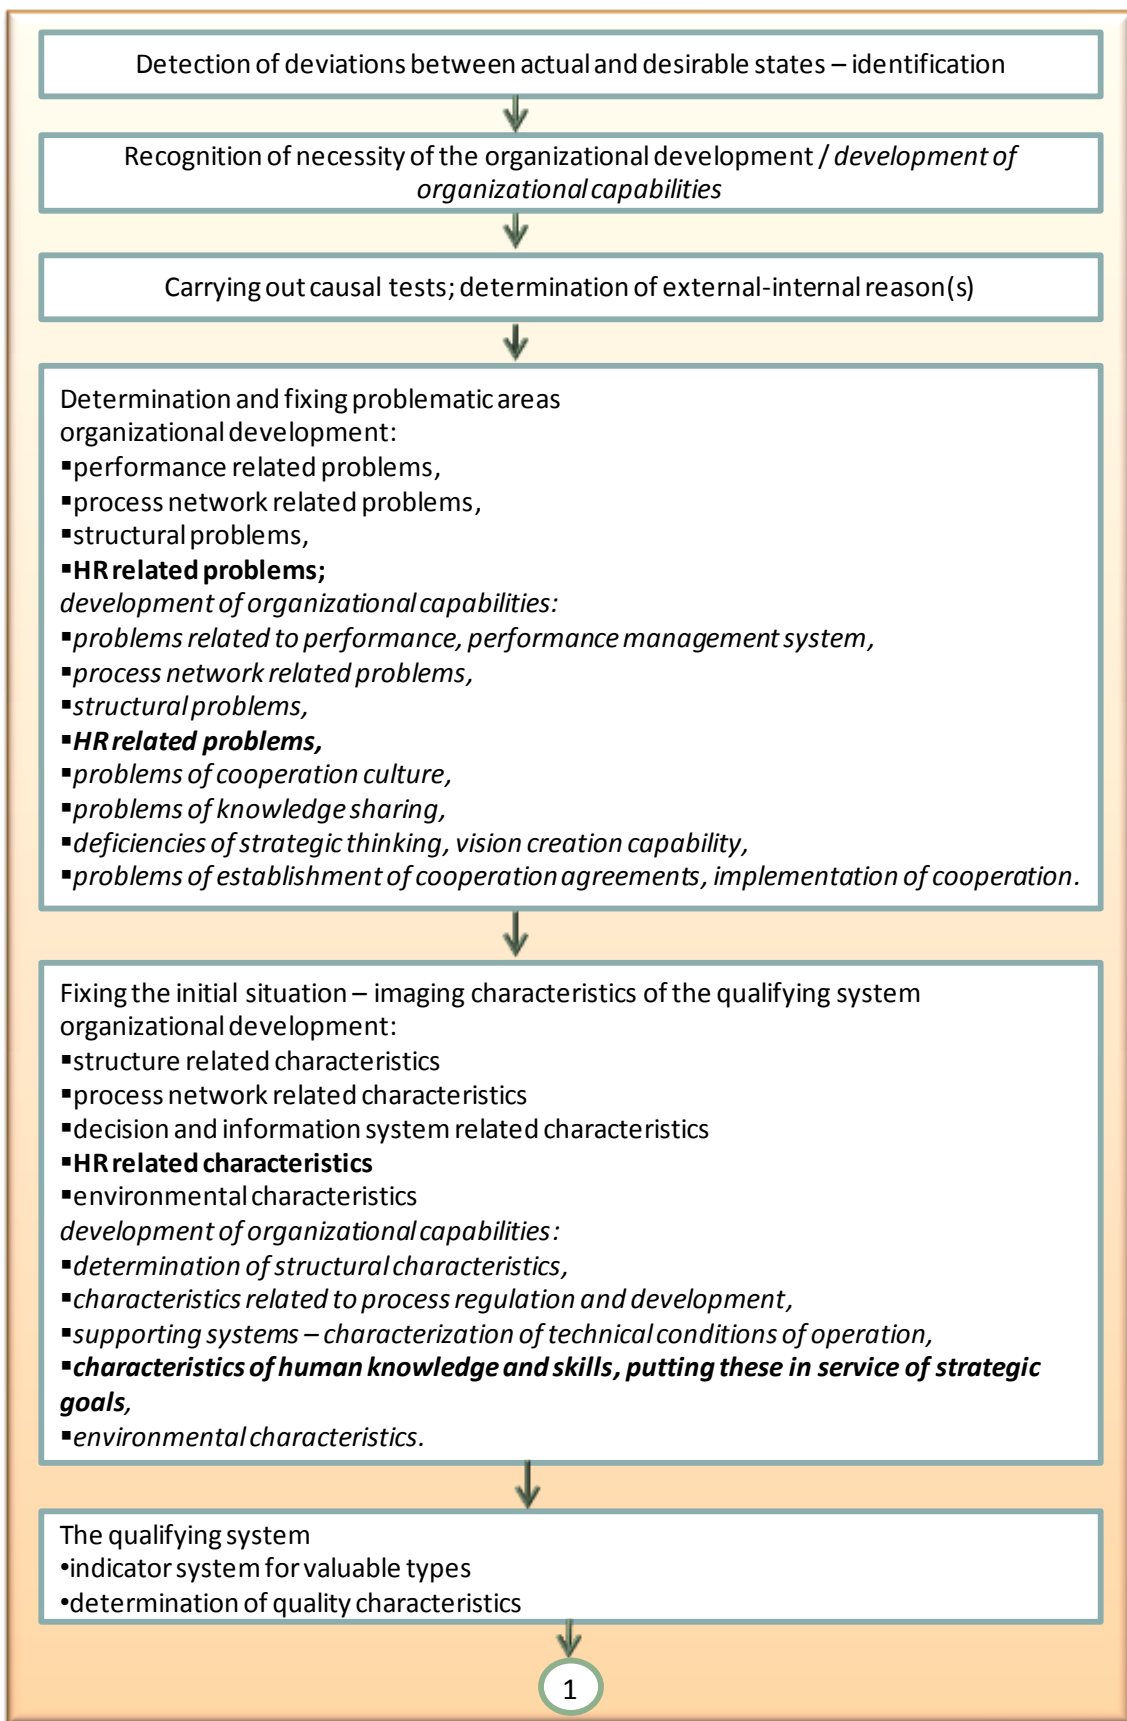 Detection of deviations between actual and desirable states – identification
Recognition of necessity of the organizational development / development of
organizational capabilities
Carrying out causal tests; determination of external-internal reason(s)
Determination and fixing problematic areas
organizational development:
▪performance related problems,
▪process network related problems,
▪structural problems,
▪HR related problems;
development of organizational capabilities:
▪problems related to performance, performance management system,
▪process network related problems,
▪structural problems,
▪HR related problems,
▪problems of cooperation culture,
▪problems of knowledge sharing,
▪deficiencies of strategic thinking, vision creation capability,
▪problems of establishment of cooperation agreements, implementation of cooperation.
Fixing the initial situation – imaging characteristics of the qualifying system
organizational development:
▪structure related characteristics
▪process network related characteristics
▪decision and information system related characteristics
▪HR related characteristics
▪environmental characteristics
development of organizational capabilities:
▪determination of structural characteristics,
▪characteristics related to process regulation and development,
▪supporting systems – characterization of technical conditions of operation,
▪characteristics of human knowledge and skills, putting these in service of strategic
goals,
▪environmental characteristics.
The qualifying system
•indicator system for valuable types
•determination of quality characteristics
1